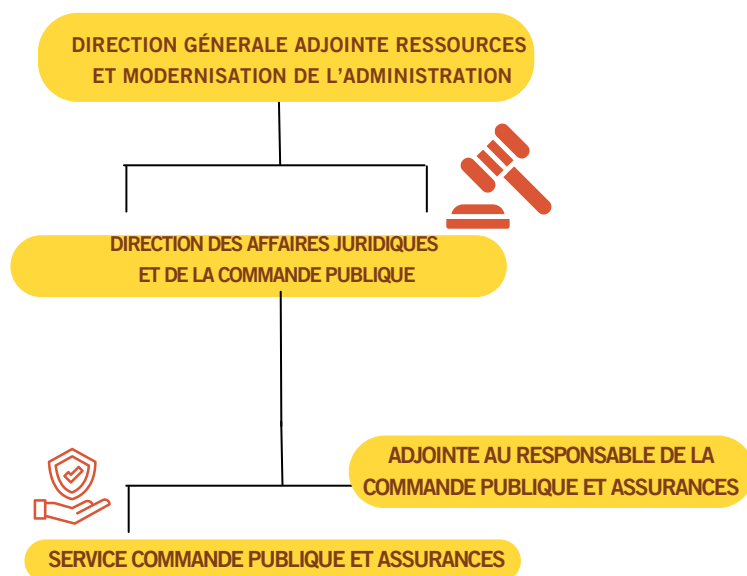 DIRECTION GÉNERALE ADJOINTE RESSOURCES
ET MODERNISATION DE L'ADMINISTRATION
DIRECTION DES AFFAIRES JURIDIQUES
ET DE LA COMMANDE PUBLIQUE
ADJOINTE AU RESPONSABLE DE LA
COMMANDE PUBLIQUE ET ASSURANCES
SERVICE COMMANDE PUBLIQUE ET ASSURANCES